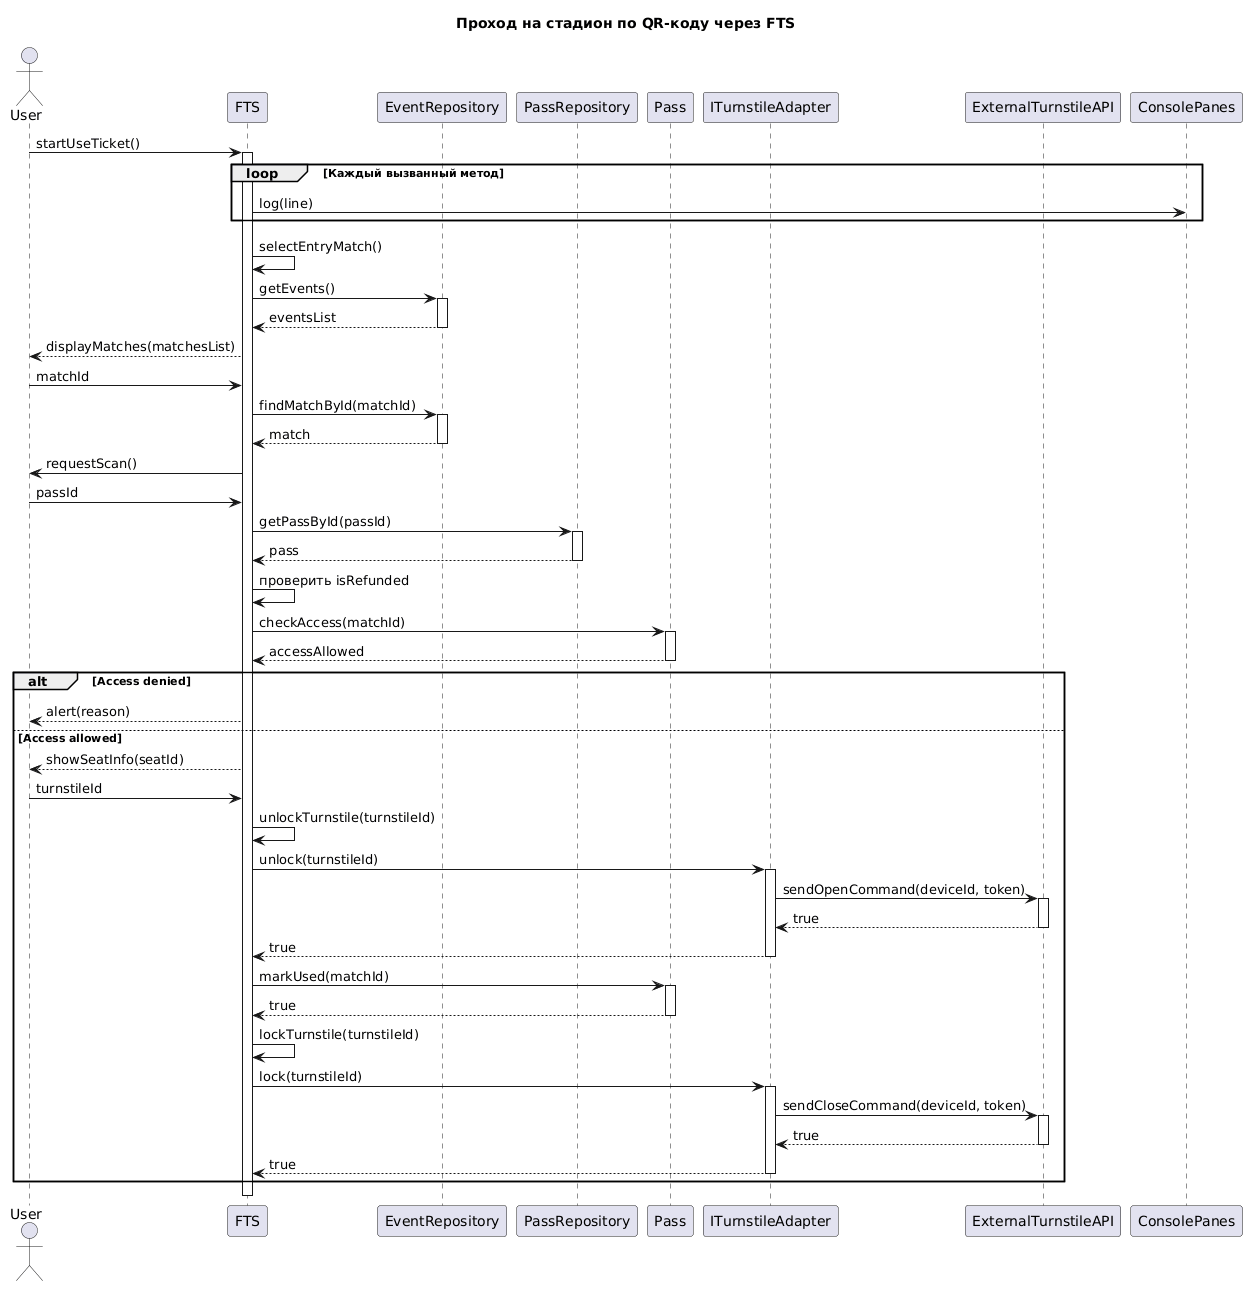 Проход на стадион по QR-коду через FTS
User
FTS
EventRepository
PassRepository
Pass
ITurnstileAdapter
ExternalTurnstileAPI
ConsolePanes
startUseTicket()
loop
[Каждый вызванный метод]
log(line)
selectEntryMatch()
getEvents()
eventsList
displayMatches(matchesList)
matchId
findMatchById(matchId)
match
requestScan()
passId
getPassById(passId)
pass
проверить isRefunded
checkAccess(matchId)
accessAllowed
alt
[Access denied]
alert(reason)
[Access allowed]
showSeatInfo(seatId)
turnstileId
unlockTurnstile(turnstileId)
unlock(turnstileId)
sendOpenCommand(deviceId, token)
true
true
markUsed(matchId)
true
lockTurnstile(turnstileId)
lock(turnstileId)
sendCloseCommand(deviceId, token)
true
true
User
FTS
EventRepository
PassRepository
Pass
ITurnstileAdapter
ExternalTurnstileAPI
ConsolePanes